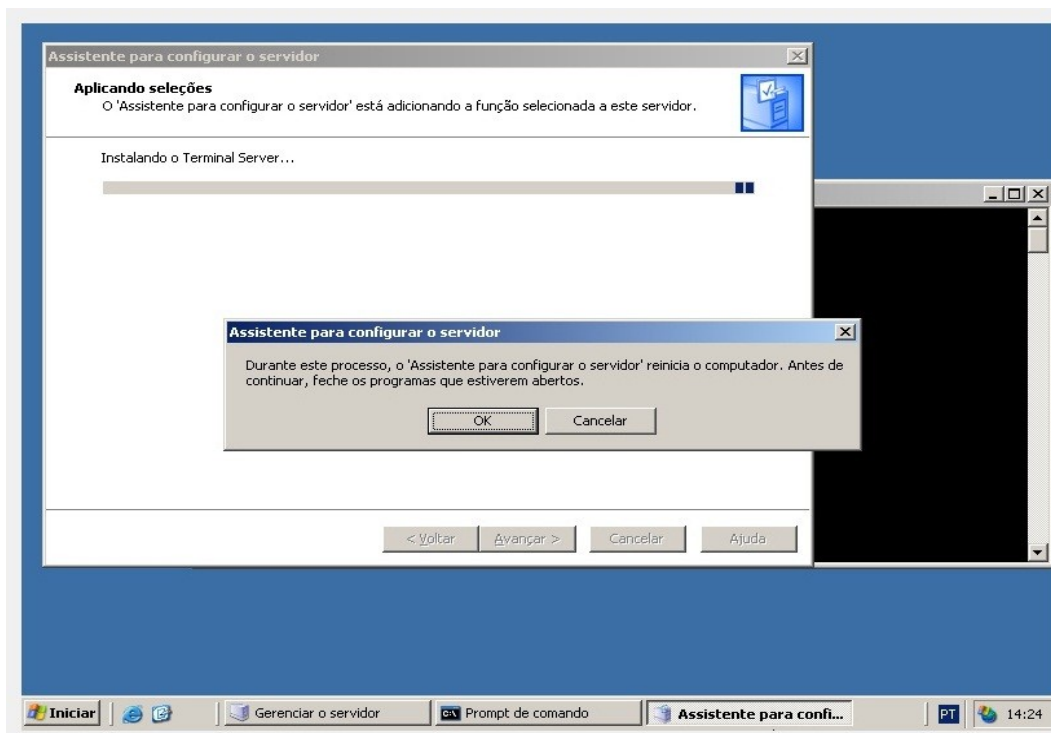 Assistente para configurar o servidor
Aplicando seleções
O 'Assistente para configurar o servidor' está adicionando a função selecionada a este servidor.
Instalando o Terminal Server...
Assistente para configurar o servidor
Durante este processo, o 'Assistente para configurar o servidor' reinicia o computador. Antes de
continuar, feche os programas que estiverem abertos.
OK Cancelar
< Voltar Avançar > Cancelar Ajuda
Iniciar Gerenciar o servidor C:\ Prompt de comando Assistente para confi... PT 14:24